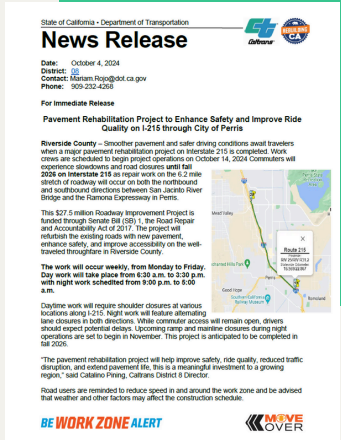 State of California • Department of Transportation
News Release
Caltrans
REBUILDING
CA
Date: October 4, 2024
District: 08
Contact: Mariam.Rojo@dot.ca.gov
Phone: 909-232-4268
For Immediate Release
Pavement Rehabilitation Project to Enhance Safety and Improve Ride
Quality on I-215 through City of Perris
Riverside County – Smoother pavement and safer driving conditions await travelers
when a major pavement rehabilitation project on Interstate 215 is completed. Work
crews are scheduled to begin project operations on October 14, 2024 Commuters will
experience slowdowns and road closures until fall
2026 on Interstate 215 as repair work on the 6.2 mile
stretch of roadway will occur on both the northbound
and southbound directions between San Jacinto River
Bridge and the Ramona Expressway in Perris.
This $27.5 million Roadway Improvement Project is
funded through Senate Bill (SB) 1, the Road Repair
and Accountability Act of 2017. The project will
refurbish the existing roads with new pavement,
enhance safety, and improve accessibility on the well-
traveled throughfare in Riverside County.
The work will occur weekly, from Monday to Friday.
Day work will take place from 6:30 a.m. to 3:30 p.m.
with night work schedited from 9:00 p.m. to 5:00
a.m.
Mead Valley
Route 215
Good Hope
Perris
Southern California
Railway Museum
Romoland
Daytime work will require shoulder closures at various
locations along I-215. Night work will feature alternating
lane closures in both directions. While commuter access will remain open, drivers
should expect potential delays. Upcoming ramp and mainline closures during night
operations are set to begin in November. This project is anticipated to be completed in
fall 2026.
"The pavement rehabilitation project will help improve safety, ride quality, reduced traffic
disruption, and extend pavement life, this is a meaningful investment to a growing
region," said Catalino Pining, Caltrans District 8 Director.
Road users are reminded to reduce speed in and around the work zone and be advised
that weather and other factors may affect the construction schedule.
BE WORK ZONE ALERT
MOVE
OVER